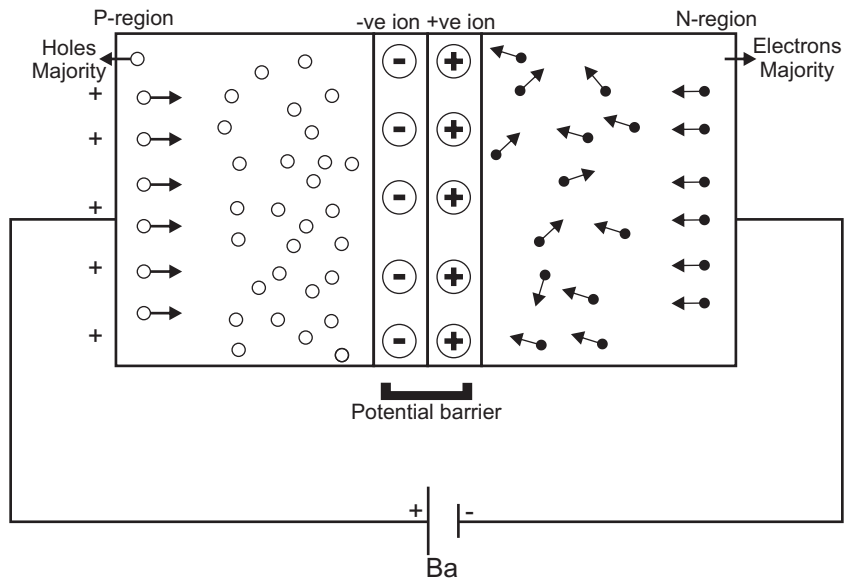 P-region
-ve ion +ve ion
N-region
Holes
Majority
Electrons
Majority
+
+
+
+
+
- +
- +
- +
- +
- +
Potential barrier
+ -
Ba